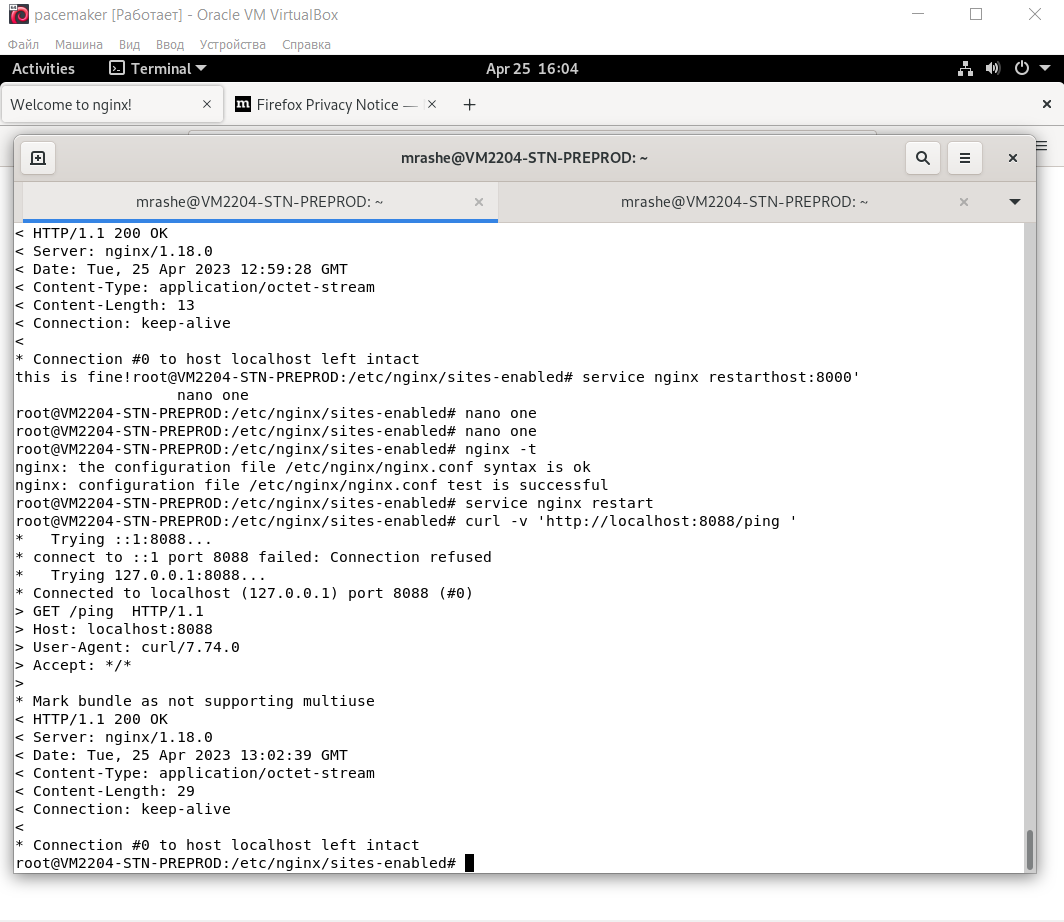 pacemaker [Работает] - Oracle VM VirtualBox
Файл Машина Вид Ввод Устройства Справка
Activities Terminal Apr 25 16:04
Welcome to nginx! × m Firefox Privacy Notice — × +
mrashe@VM2204-STN-PREPROD: ~
mrashe@VM2204-STN-PREPROD: ~ mrashe@VM2204-STN-PREPROD: ~
< HTTP/1.1 200 OK
< Server: nginx/1.18.0
< Date: Tue, 25 Apr 2023 12:59:28 GMT
< Content-Type: application/octet-stream
< Content-Length: 13
< Connection: keep-alive
<
* Connection #0 to host localhost left intact
this is fine!root@VM2204-STN-PREPROD:/etc/nginx/sites-enabled# service nginx restarthost:8000'
nano one
root@VM2204-STN-PREPROD:/etc/nginx/sites-enabled# nano one
root@VM2204-STN-PREPROD:/etc/nginx/sites-enabled# nano one
root@VM2204-STN-PREPROD:/etc/nginx/sites-enabled# nginx -t
nginx: the configuration file /etc/nginx/nginx.conf syntax is ok
nginx: configuration file /etc/nginx/nginx.conf test is successful
root@VM2204-STN-PREPROD:/etc/nginx/sites-enabled# service nginx restart
root@VM2204-STN-PREPROD:/etc/nginx/sites-enabled# curl -v 'http://localhost:8088/ping '
*   Trying ::1:8088...
* connect to ::1 port 8088 failed: Connection refused
*   Trying 127.0.0.1:8088...
* Connected to localhost (127.0.0.1) port 8088 (#0)
> GET /ping  HTTP/1.1
> Host: localhost:8088
> User-Agent: curl/7.74.0
> Accept: */*
>
* Mark bundle as not supporting multiuse
< HTTP/1.1 200 OK
< Server: nginx/1.18.0
< Date: Tue, 25 Apr 2023 13:02:39 GMT
< Content-Type: application/octet-stream
< Content-Length: 29
< Connection: keep-alive
<
* Connection #0 to host localhost left intact
root@VM2204-STN-PREPROD:/etc/nginx/sites-enabled#